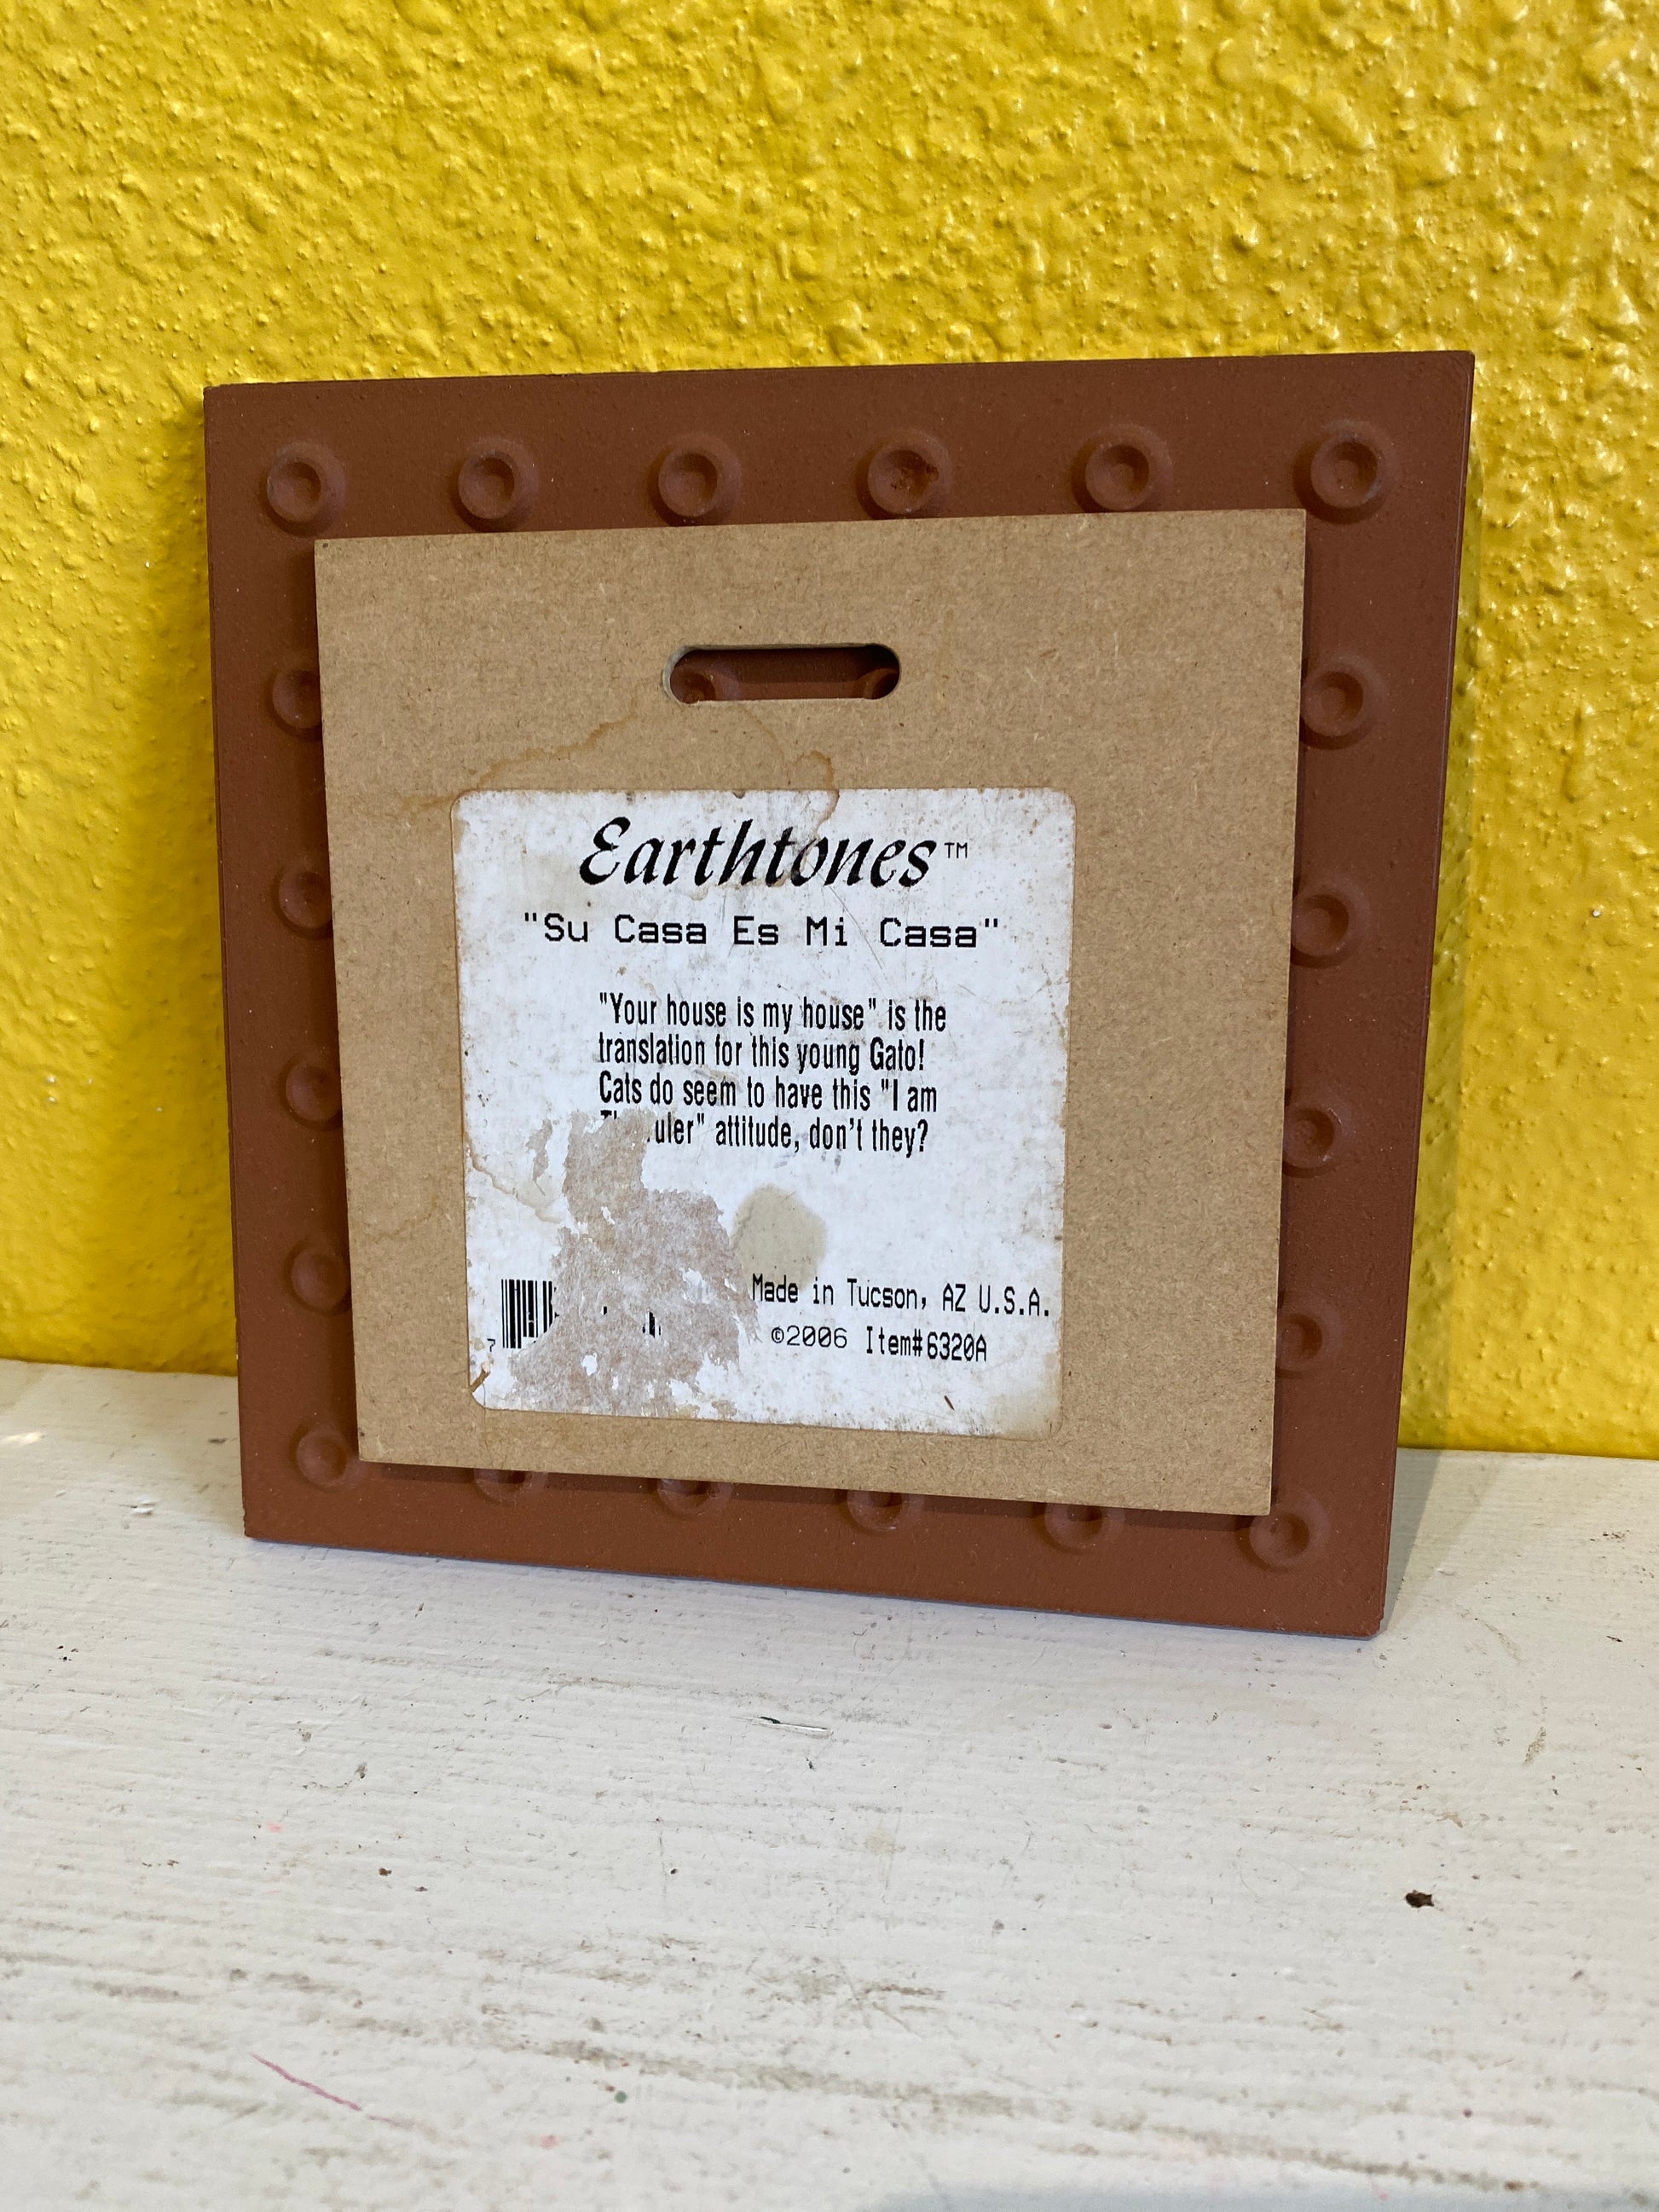 Earthtones™
"Su Casa Es Mi Casa"
"Your house is my house" is the
translation for this young Gato!
Cats do seem to have this "I am
attitude, don't they?
Made in Tucson, AZ U.S.A.
©2006 Item#6320A
7